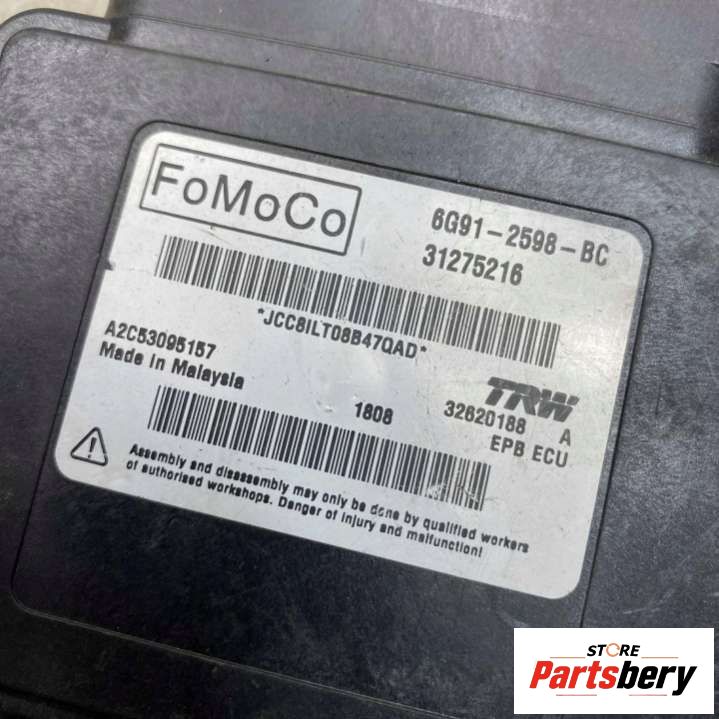 FoMoCo
6G91-2598-BC
31275216
*JCC8ILT08B47QAD*
A2C53095157
Made in Malaysia
TRW
1808
32620188 A
EPB ECU
Assembly and disassembly may only be done by qualified workers
of authorised workshops. Danger of injury and malfunction!
STORE
Partsbery